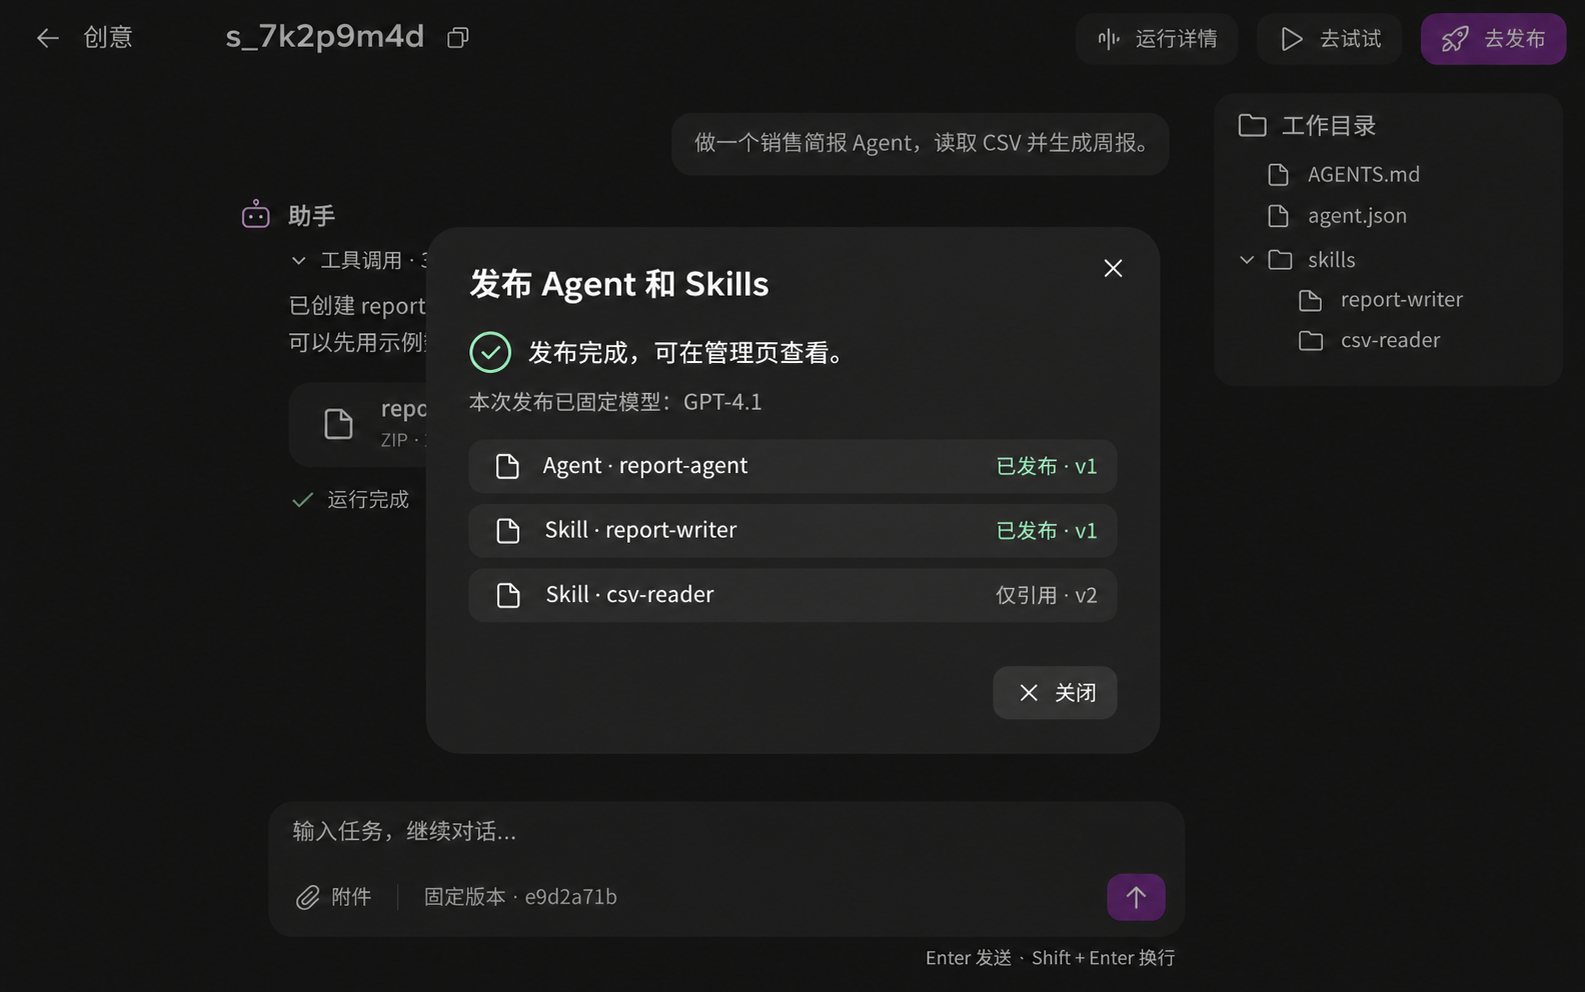 创意
s_7k2p9m4d
运行详情
去试试
去发布
做一个销售简报 Agent，读取 CSV 并生成周报。
助手
工具调用 ·
已创建 report
可以先用示例
repo
ZIP ·
运行完成
发布 Agent 和 Skills
发布完成，可在管理页查看。
本次发布已固定模型：GPT-4.1
Agent · report-agent
已发布 · v1
Skill · report-writer
已发布 · v1
Skill · csv-reader
仅引用 · v2
关闭
工作目录
AGENTS.md
agent.json
skills
report-writer
csv-reader
输入任务，继续对话...
附件
固定版本 · e9d2a71b
Enter 发送 · Shift + Enter 换行